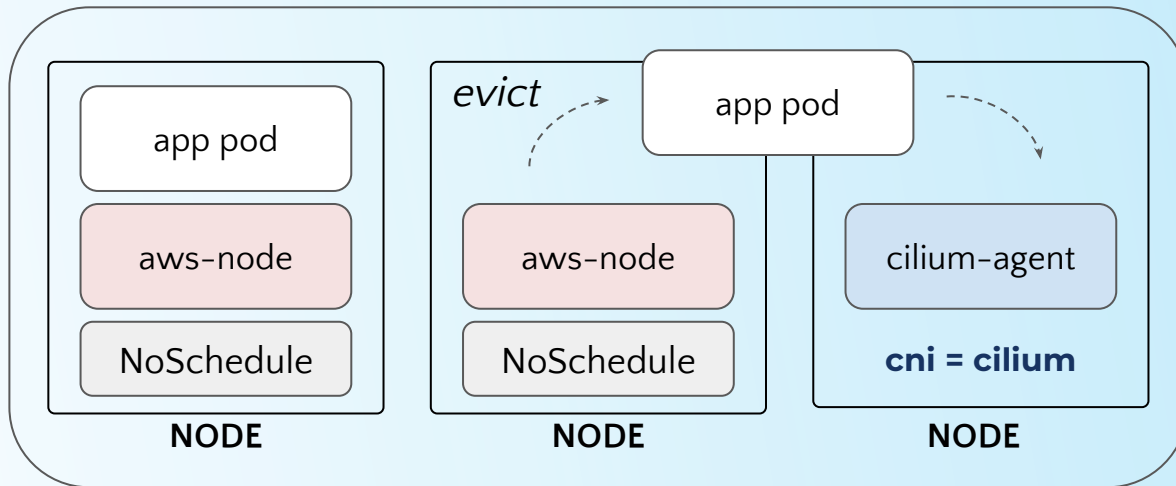 app pod
aws-node
NoSchedule
NODE
evict
app pod
aws-node
NoSchedule
NODE
cilium-agent
cni = cilium
NODE